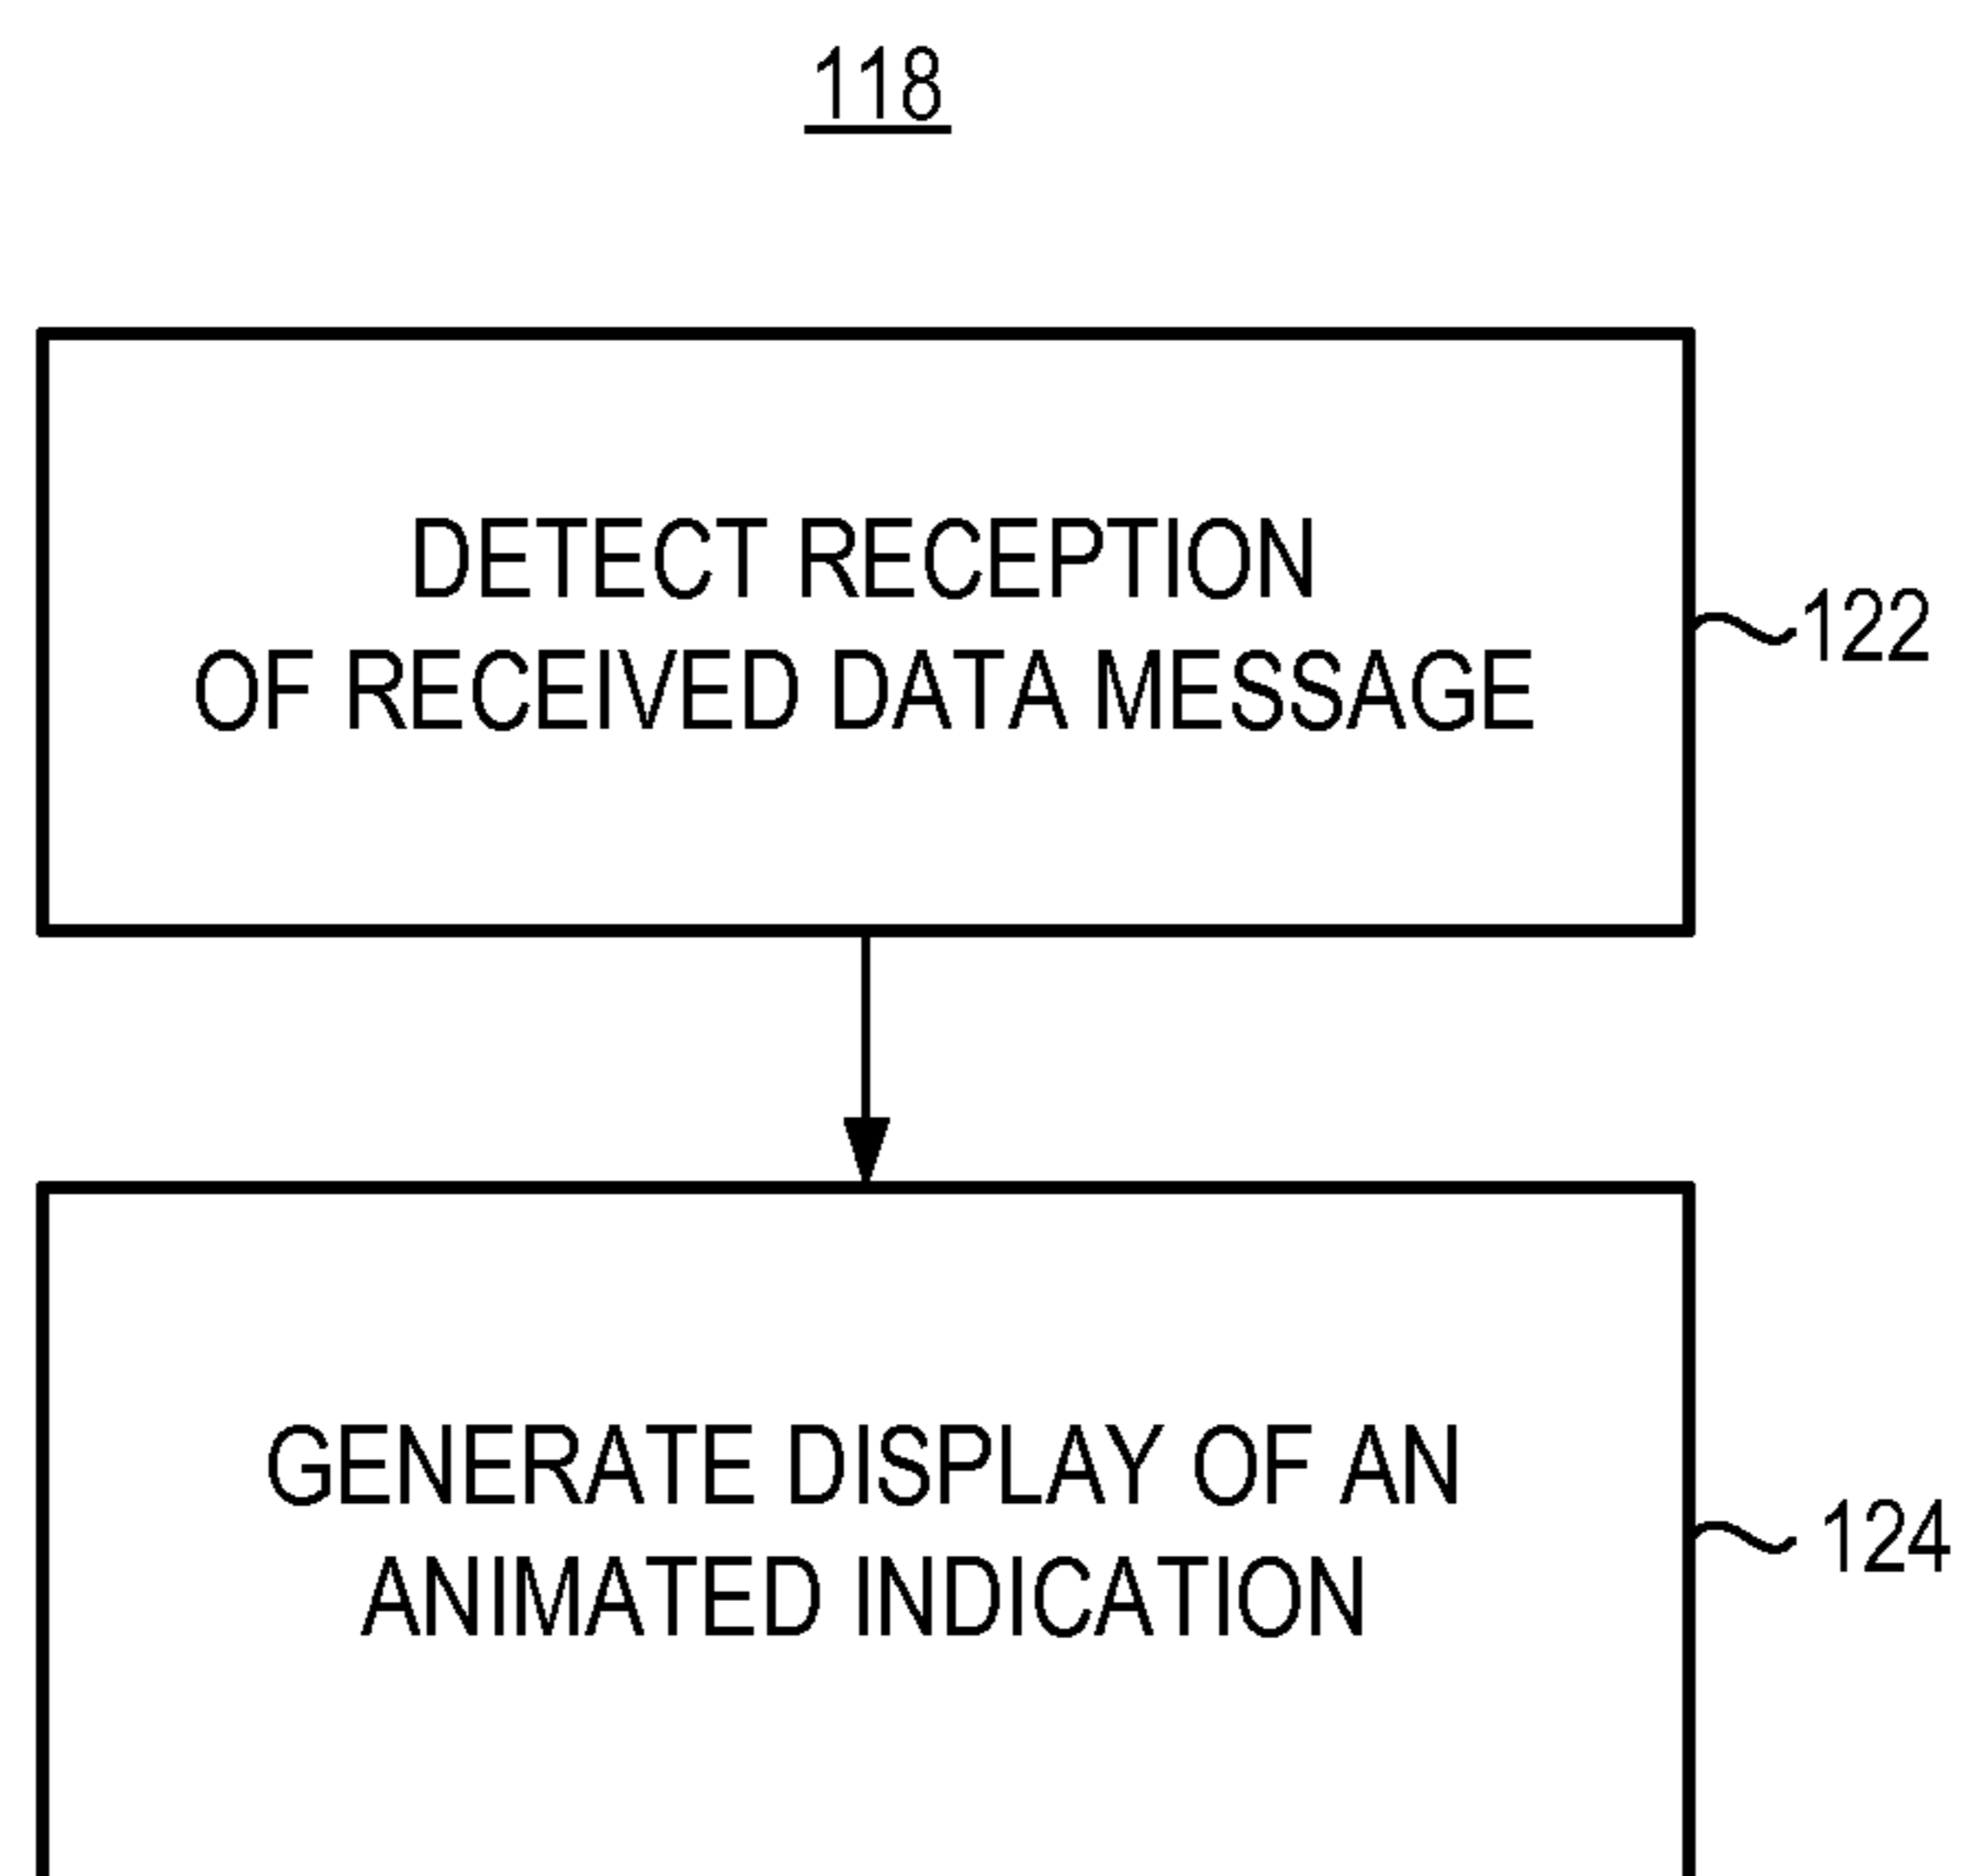 118
DETECT RECEPTION
OF RECEIVED DATA MESSAGE
122
GENERATE DISPLAY OF AN
ANIMATED INDICATION
124